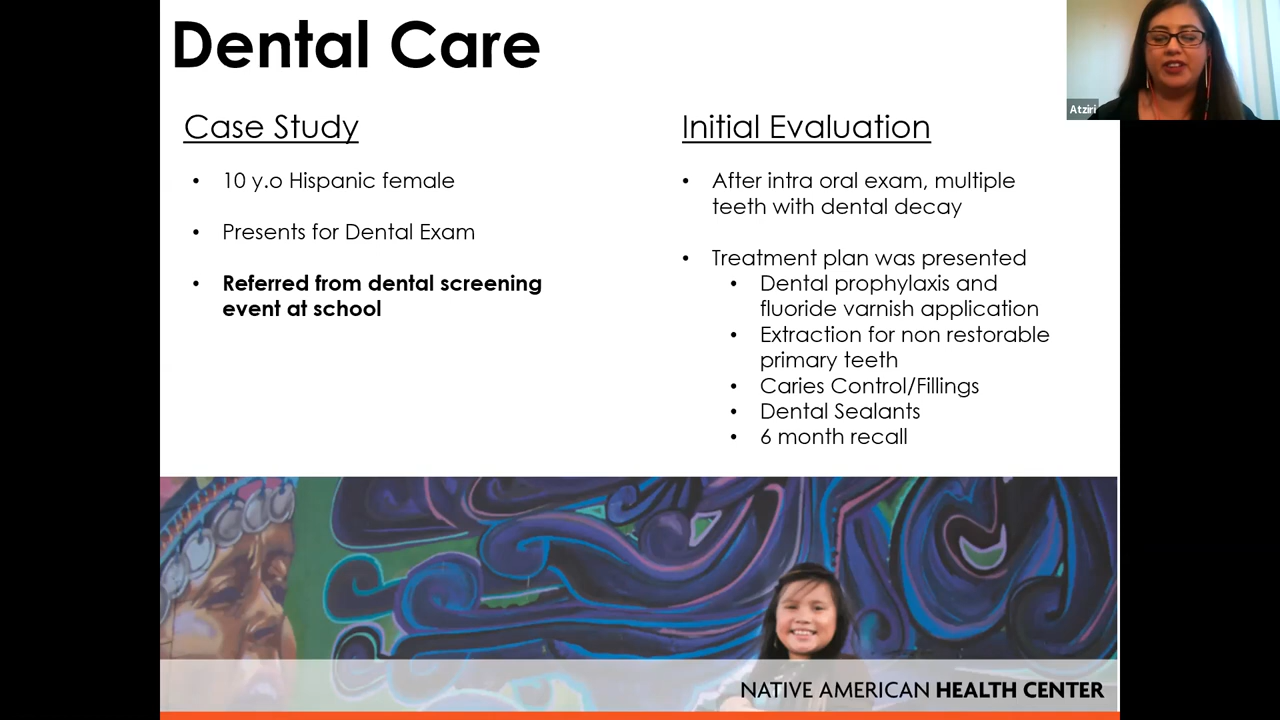 Dental Care
Atziri
Case Study
• 10 y.o Hispanic female
• Presents for Dental Exam
• Referred from dental screening
event at school
Initial Evaluation
• After intra oral exam, multiple
teeth with dental decay
• Treatment plan was presented
• Dental prophylaxis and
fluoride varnish application
• Extraction for non restorable
primary teeth
• Caries Control/Fillings
• Dental Sealants
• 6 month recall
NATIVE AMERICAN HEALTH CENTER